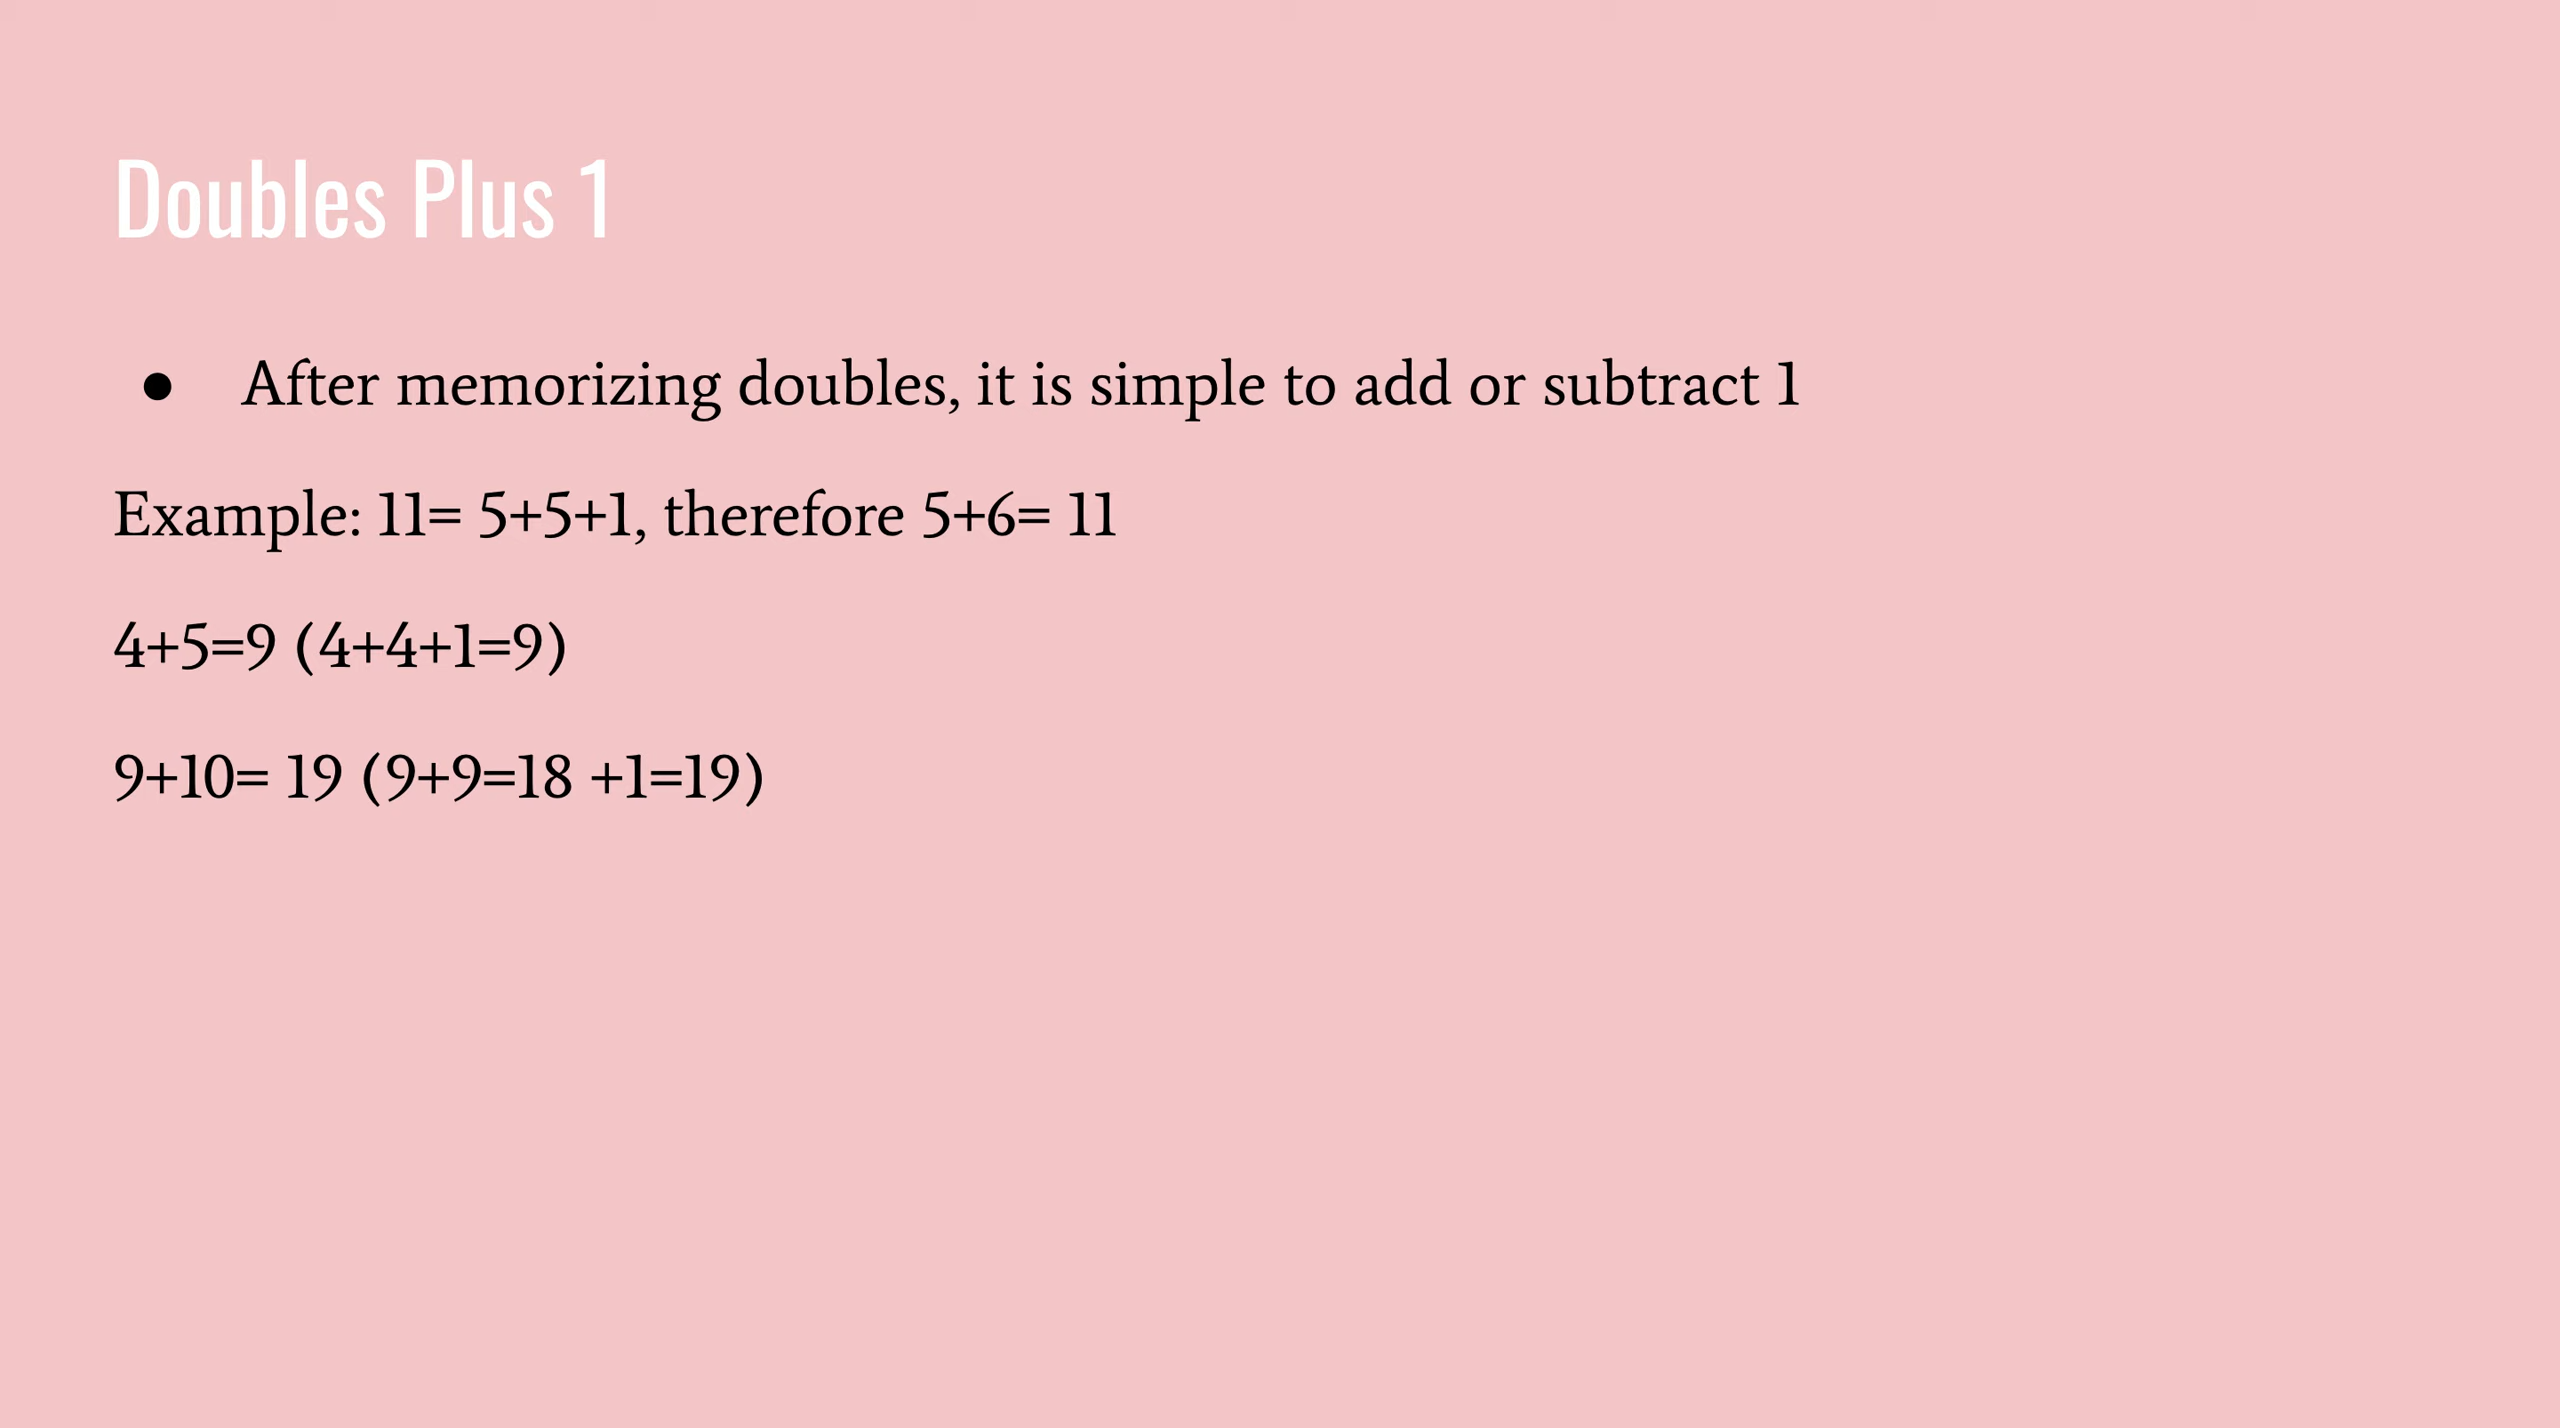 Doubles Plus 1
● After memorizing doubles, it is simple to add or subtract 1
Example: 11= 5+5+1, therefore 5+6= 11
4+5=9 (4+4+1=9)
9+10= 19 (9+9=18 +1=19)